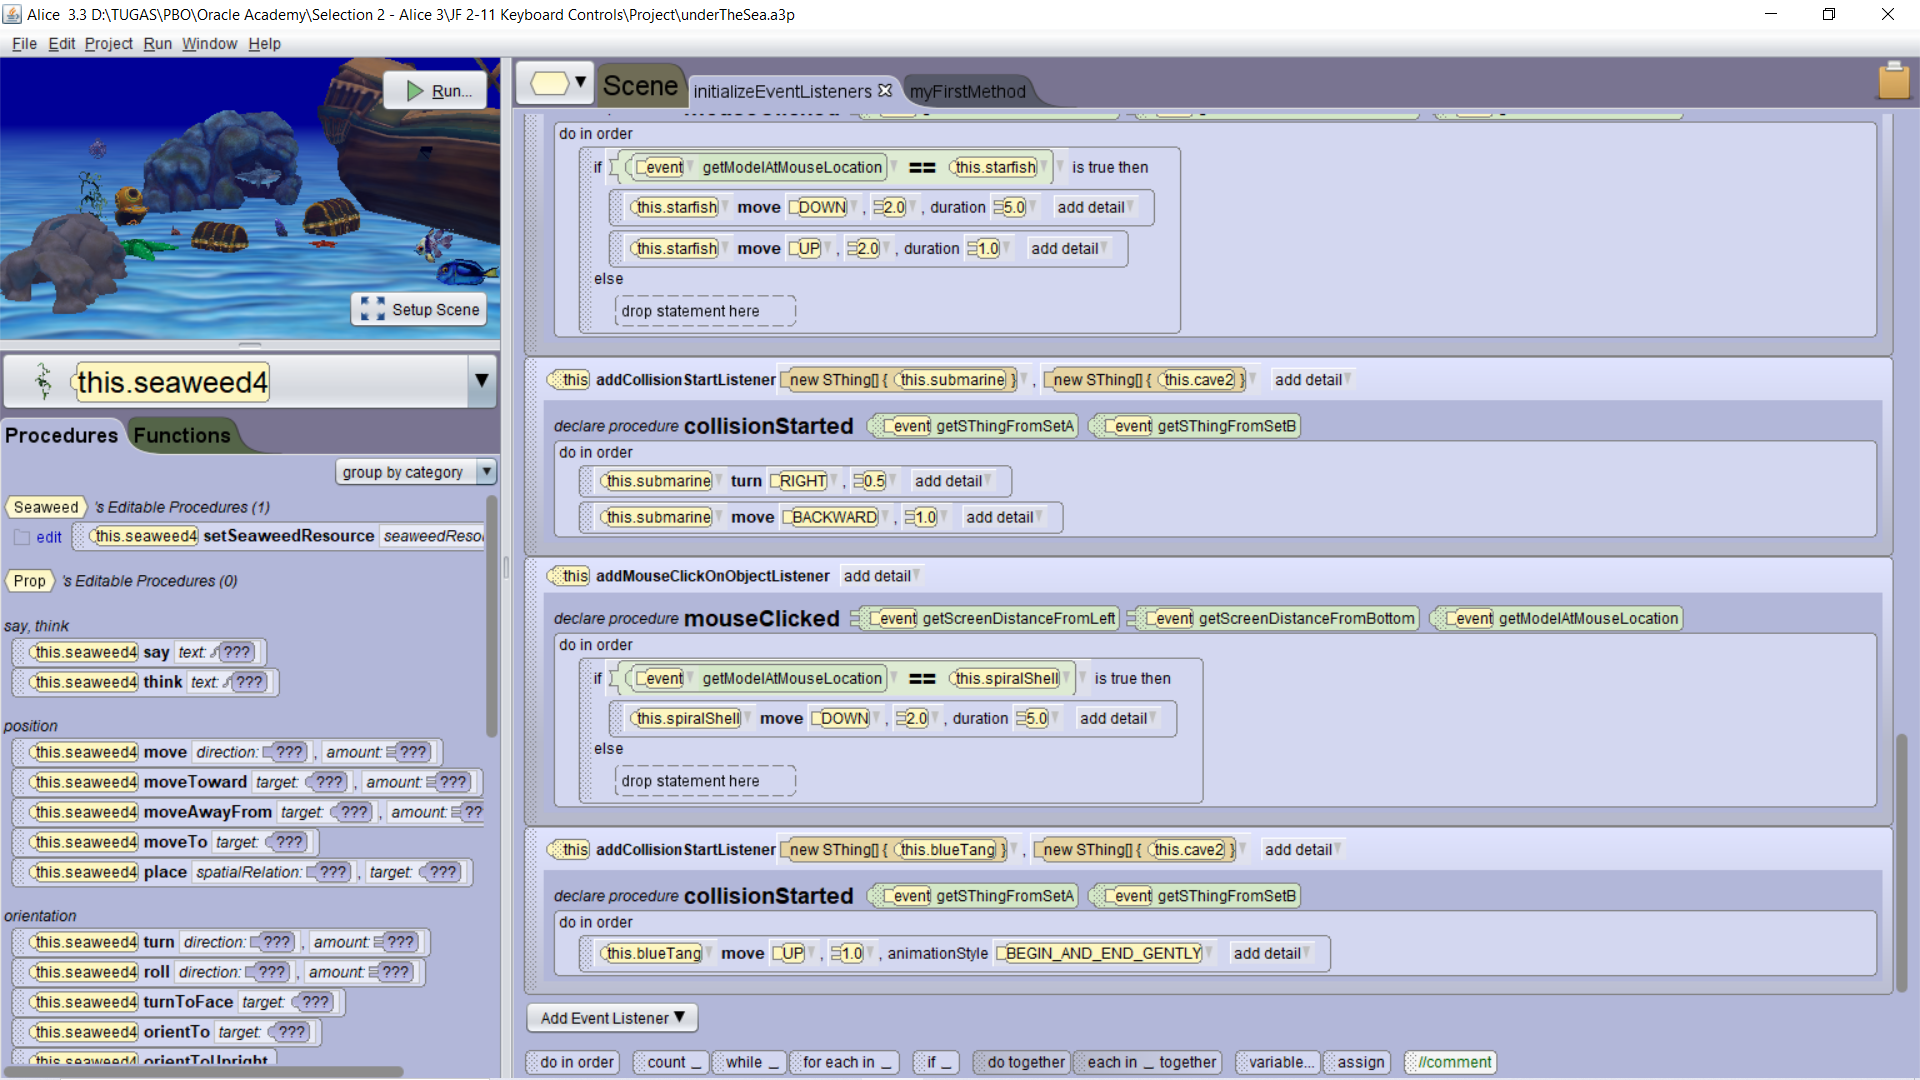 Alice 3.3 D:\TUGAS\PBO\Oracle Academy\Selection 2 - Alice 3\JF 2-11 Keyboard Controls\Project\underTheSea.a3p
File Edit Project Run Window Help
Run...
Setup Scene
this.seaweed4
Procedures Functions
group by category
Seaweed 's Editable Procedures (1)
edit this.seaweed4 setSeaweedResource seaweedResou
Prop 's Editable Procedures (0)
say, think
this.seaweed4 say text: ???
this.seaweed4 think text: ???
position
this.seaweed4 move direction: ??? , amount: ???
this.seaweed4 moveToward target: ??? , amount: ???
this.seaweed4 moveAwayFrom target: ??? , amount: ??
this.seaweed4 moveTo target: ???
this.seaweed4 place spatialRelation: ??? , target: ???
orientation
this.seaweed4 turn direction: ??? , amount: ???
this.seaweed4 roll direction: ??? , amount: ???
this.seaweed4 turnToFace target: ???
this.seaweed4 orientTo target: ???
this.seaweed4 orientToUpright
Scene initializeEventListeners myFirstMethod
do in order
if ( event getModelAtMouseLocation == this.starfish ) is true then
this.starfish move DOWN , 2.0 , duration 5.0 add detail
this.starfish move UP , 2.0 , duration 1.0 add detail
else
drop statement here
this addCollisionStartListener new SThing[] { this.submarine } , new SThing[] { this.cave2 } add detail
declare procedure collisionStarted event getSThingFromSetA event getSThingFromSetB
do in order
this.submarine turn RIGHT , 0.5 add detail
this.submarine move BACKWARD , 1.0 add detail
this addMouseClickOnObjectListener add detail
declare procedure mouseClicked event getScreenDistanceFromLeft event getScreenDistanceFromBottom event getModelAtMouseLocation
do in order
if ( event getModelAtMouseLocation == this.spiralShell ) is true then
this.spiralShell move DOWN , 2.0 , duration 5.0 add detail
else
drop statement here
this addCollisionStartListener new SThing[] { this.blueTang } , new SThing[] { this.cave2 } add detail
declare procedure collisionStarted event getSThingFromSetA event getSThingFromSetB
do in order
this.blueTang move UP , 1.0 , animationStyle BEGIN_AND_END_GENTLY add detail
Add Event Listener
do in order count _ while _ for each in _ if _ do together each in _ together variable... assign //comment